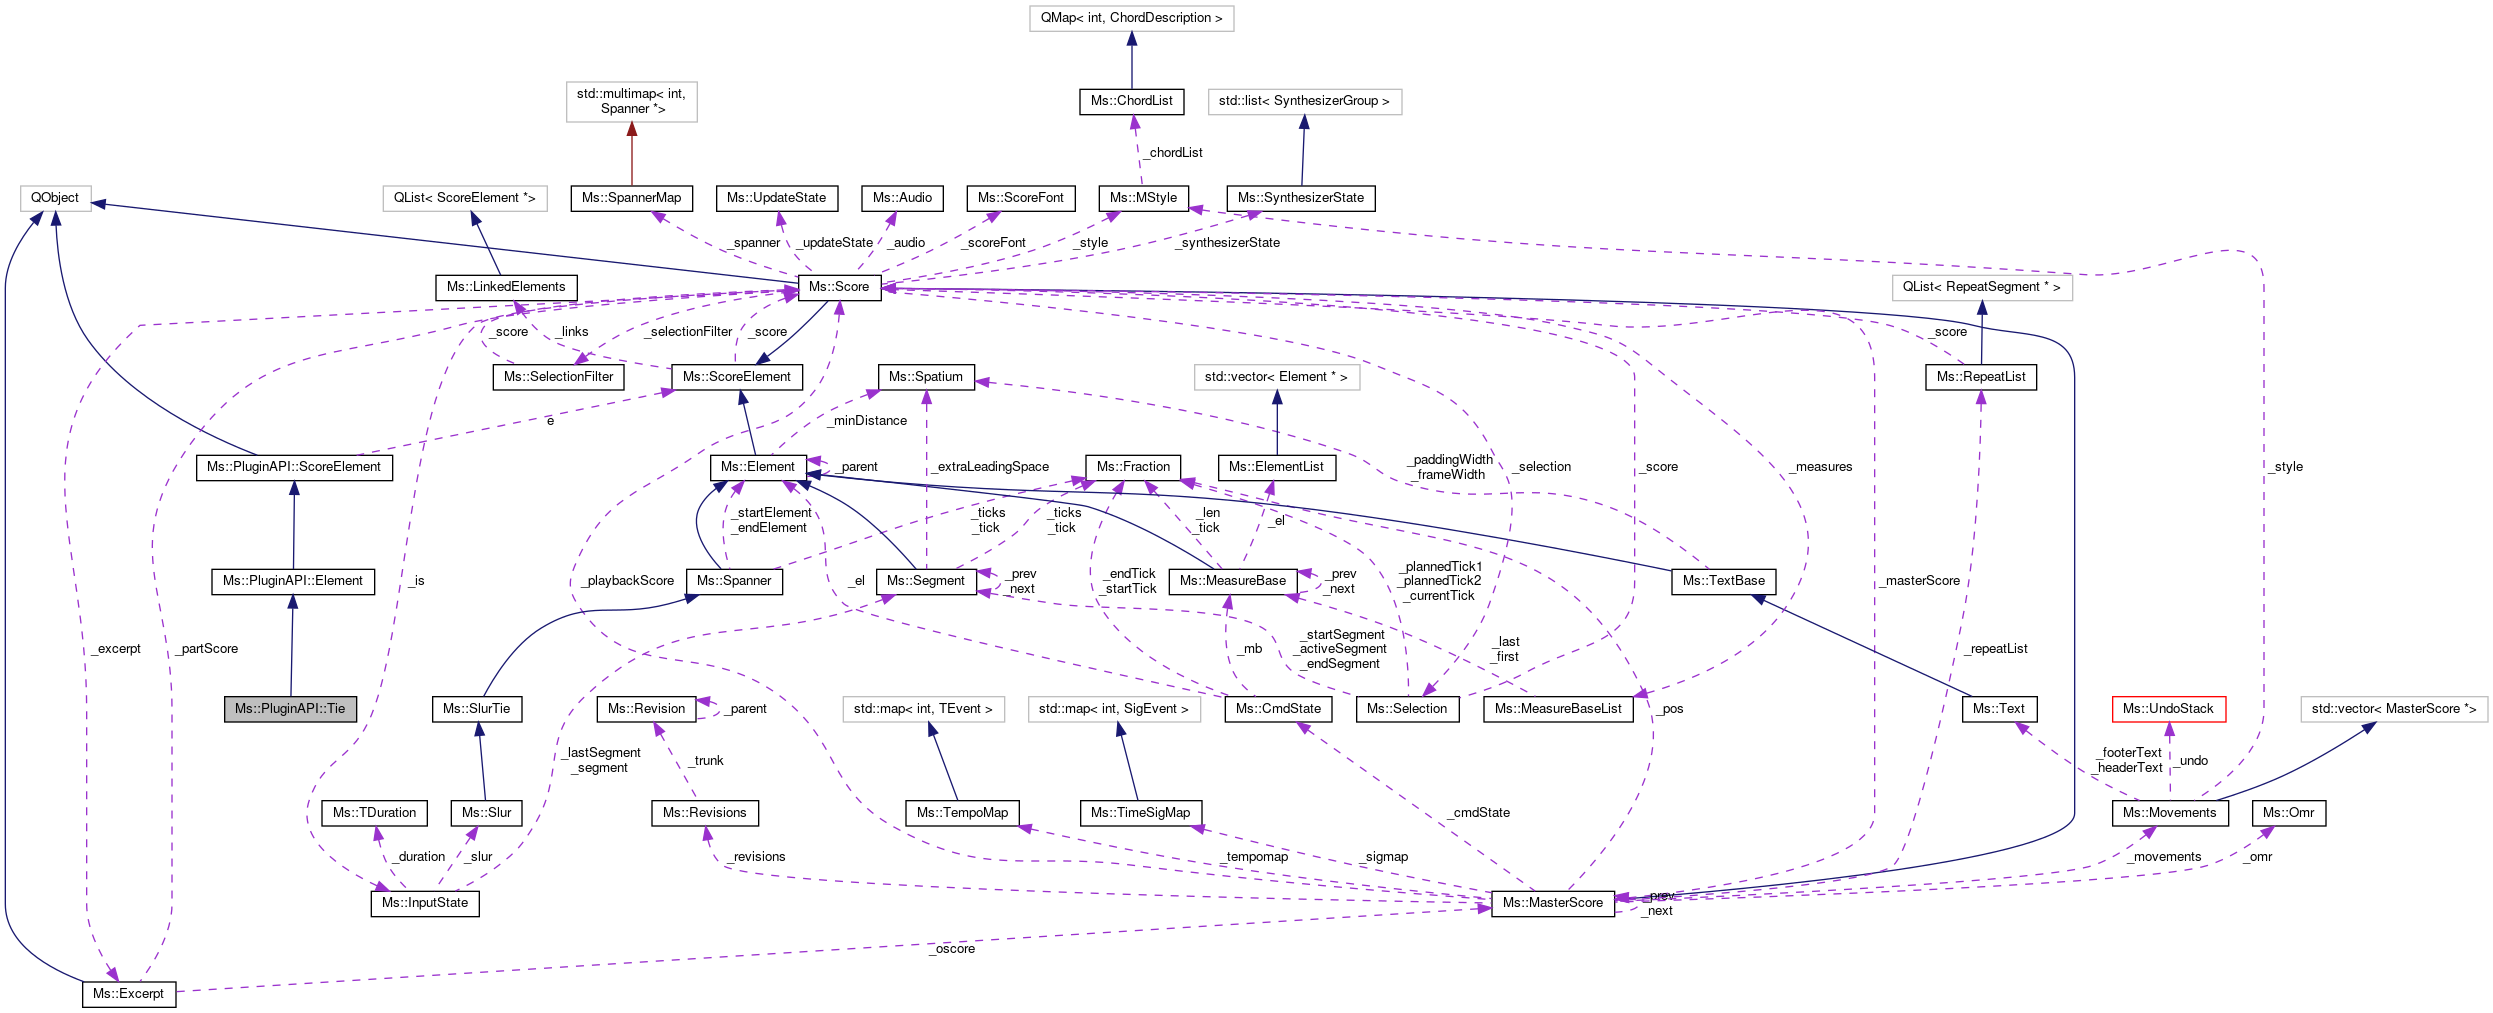 QMap< int, ChordDescription >
std::multimap< int,
Spanner *>
Ms::ChordList
std::list< SynthesizerGroup >
_chordList
QObject
QList< ScoreElement *>
Ms::SpannerMap
Ms::UpdateState
Ms::Audio
Ms::ScoreFont
Ms::MStyle
Ms::SynthesizerState
_spanner
_updateState
_audio
_scoreFont
_style
_synthesizerState
Ms::LinkedElements
Ms::Score
QList< RepeatSegment * >
_score
_links
_selectionFilter
_score
_score
Ms::SelectionFilter
Ms::ScoreElement
Ms::Spatium
std::vector< Element * >
Ms::RepeatList
e
_minDistance
Ms::PluginAPI::ScoreElement
Ms::Element
_parent
_extraLeadingSpace
Ms::Fraction
Ms::ElementList
_paddingWidth
_frameWidth
_selection
_score
_measures
_style
_startElement
_endElement
_ticks
_tick
_ticks
_tick
_len
_tick
_el
Ms::PluginAPI::Element
_is
_playbackScore
Ms::Spanner
_el
Ms::Segment
_prev
_next
_endTick
_startTick
Ms::MeasureBase
_prev
_next
_plannedTick1
_plannedTick2
_currentTick
Ms::TextBase
_masterScore
_excerpt
_partScore
_mb
_startSegment
_activeSegment
_endSegment
_last
_first
_repeatList
Ms::PluginAPI::Tie
Ms::SlurTie
Ms::Revision
_parent
std::map< int, TEvent >
std::map< int, SigEvent >
Ms::CmdState
Ms::Selection
Ms::MeasureBaseList
_pos
Ms::Text
Ms::UndoStack
std::vector< MasterScore *>
_lastSegment
_segment
_trunk
_footerText
_headerText
_undo
Ms::TDuration
Ms::Slur
Ms::Revisions
Ms::TempoMap
Ms::TimeSigMap
_cmdState
Ms::Movements
Ms::Omr
_duration
_slur
_revisions
_tempomap
_sigmap
_movements
_omr
Ms::InputState
Ms::MasterScore
_prev
_next
_oscore
Ms::Excerpt